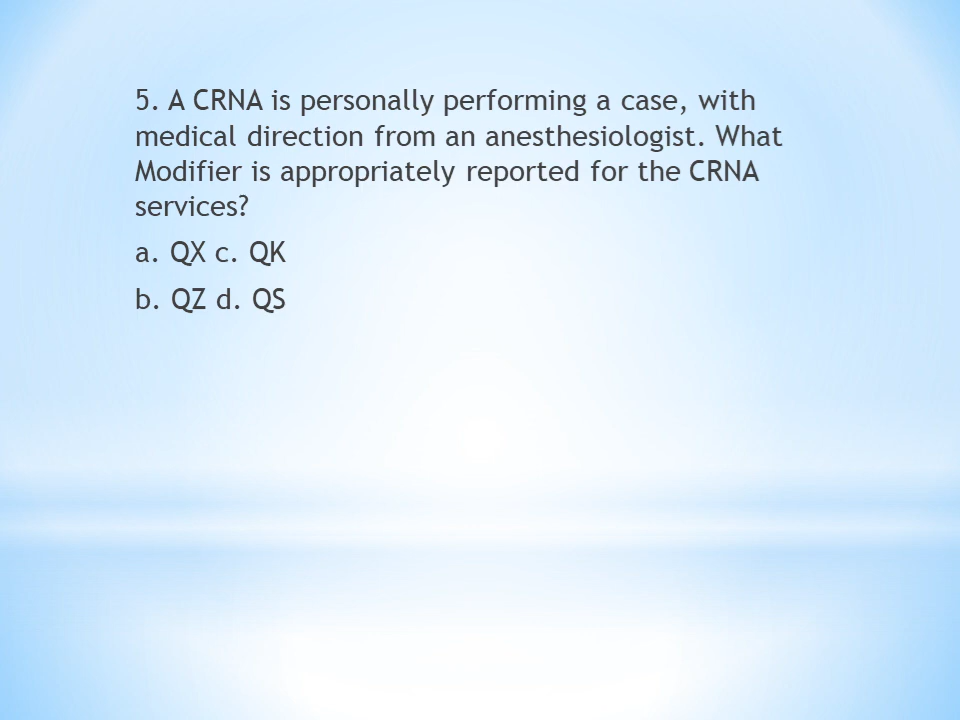 5. A CRNA is personally performing a case, with
medical direction from an anesthesiologist. What
Modifier is appropriately reported for the CRNA
services?
a. QX c. QK
b. QZ d. QS